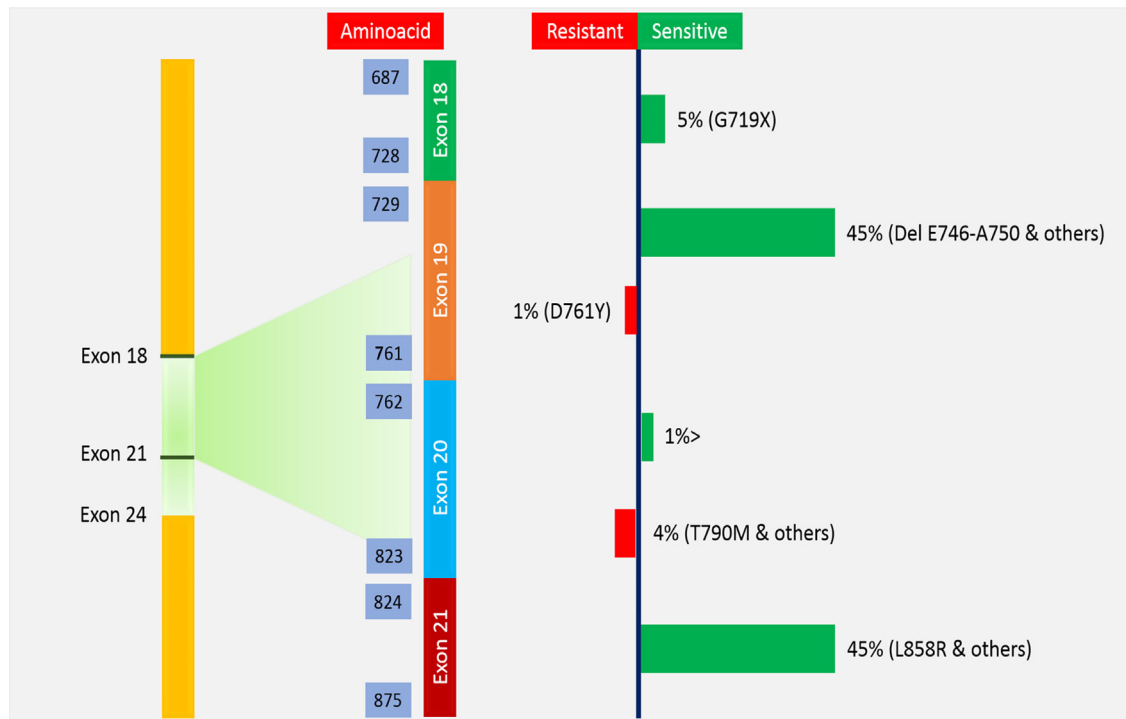 Aminoacid
Resistant
Sensitive
687
Exon 18
5% (G719X)
728
729
45% (Del E746-A750 & others)
Exon 19
1% (D761Y)
Exon 18
761
762
1%>
Exon 21
Exon 20
Exon 24
4% (T790M & others)
823
824
45% (L858R & others)
Exon 21
875